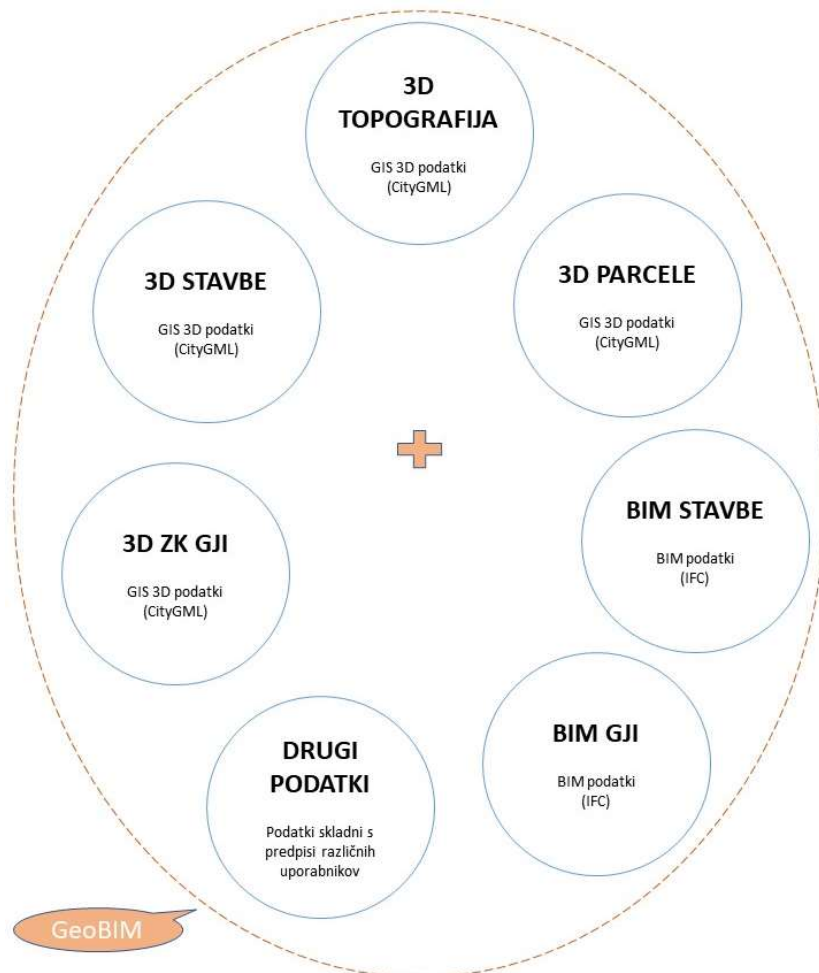 3D
TOPOGRAFIJA
GIS 3D podatki
(CityGML)
3D STAVBE
GIS 3D podatki
(CityGML)
3D PARCELE
GIS 3D podatki
(CityGML)
3D ZK GJI
GIS 3D podatki
(CityGML)
BIM STAVBE
BIM podatki
(IFC)
DRUGI
PODATKI
Podatki skladni s
predpisi različnih
uporabnikov
BIM GJI
BIM podatki
(IFC)
GeoBIM